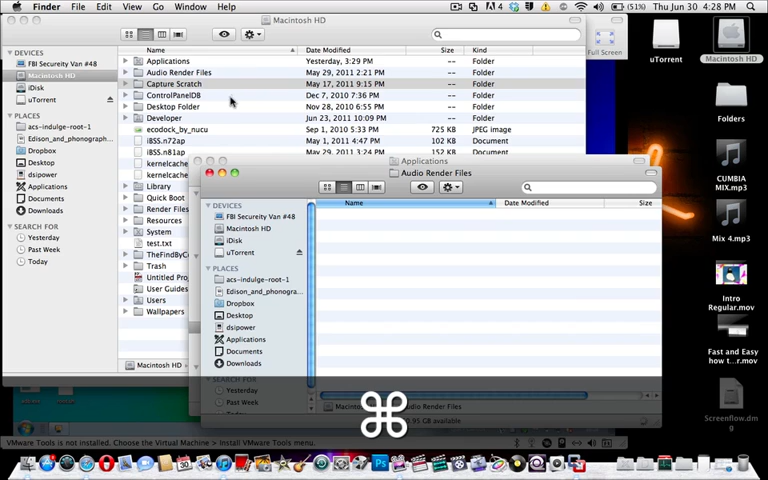 Finder File Edit View Go Window Help
4 (51%) Thu Jun 30 4:28 PM
Macintosh HD
DEVICES
FBI Secureity Van #48
Macintosh HD
iDisk
uTorrent
PLACES
acs-indulge-root-1
Edison_and_phonograph...
Dropbox
Desktop
dsipower
Applications
Documents
Downloads
SEARCH FOR
Yesterday
Past Week
Today
Name Date Modified Size Kind
Applications Yesterday, 3:29 PM -- Folder
Audio Render Files May 29, 2011 2:21 PM -- Folder
Capture Scratch May 17, 2011 9:15 PM -- Folder
ControlPanelDB Dec 7, 2010 7:36 PM -- Folder
Desktop Folder Nov 28, 2010 6:55 PM -- Folder
Developer Jun 23, 2011 10:09 PM -- Folder
ecodock_by_nucu Sep 1, 2010 5:33 PM 725 KB JPEG image
iBSS.n72ap May 1, 2011 4:47 PM 102 KB Document
iBSS.n81ap May 29, 2011 3:24 PM Document
kernelcache
kernelcache
Library
Quick Boot
Render Files
Resources
System
test.txt
TheFindByCo
Trash
Untitled Pro
User Guides
Users
Wallpapers
Macintosh HD
Applications
Audio Render Files
Name Date Modified Size
DEVICES
FBI Secureity Van #48
Macintosh HD
iDisk
uTorrent
PLACES
acs-indulge-root-1
Edison_and_phonogra...
Dropbox
Desktop
dsipower
Applications
Documents
Downloads
SEARCH FOR
Yesterday
Past Week
Audio Render Files
⌘
Full Screen
uTorrent
Macintosh HD
Folders
CUMBIA MIX.mp3
Mix 4.mp3
Intro Regular.mov
Fast and Easy how t...r.mov
Screenflow.dmg
VMware Tools is not installed. Choose the Virtual Machine > Install VMware Tools menu.